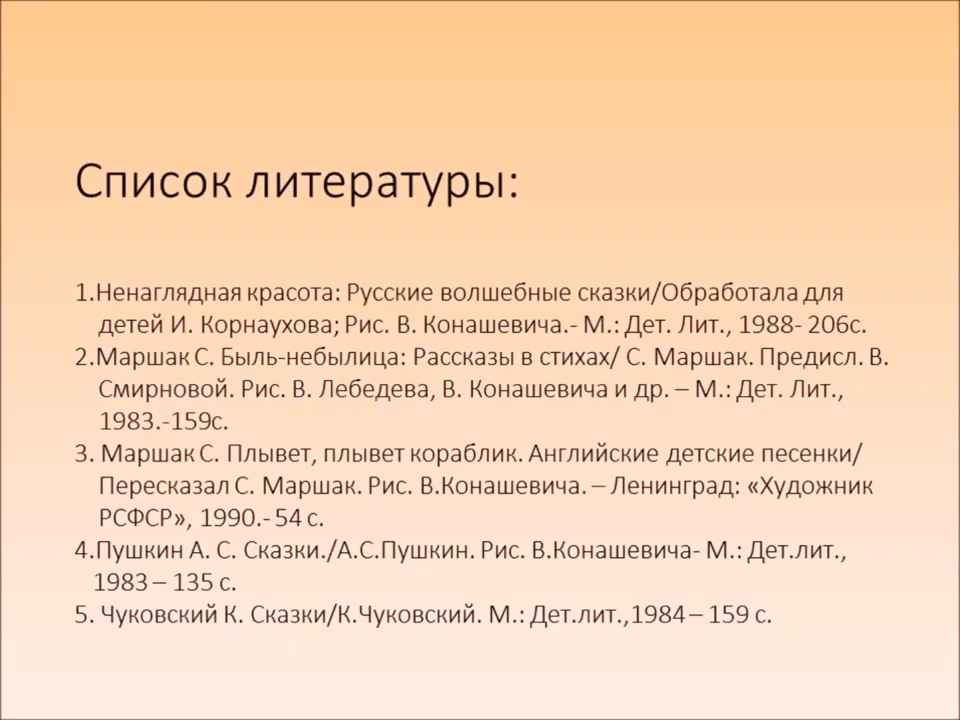 Список литературы:
1.Ненаглядная красота: Русские волшебные сказки/Обработала для
детей И. Корнаухова; Рис. В. Конашевича.- М.: Дет. Лит., 1988- 206с.
2.Маршак С. Быль-небылица: Рассказы в стихах/ С. Маршак. Предисл. В.
Смирновой. Рис. В. Лебедева, В. Конашевича и др. – М.: Дет. Лит.,
1983.-159с.
3. Маршак С. Плывет, плывет кораблик. Английские детские песенки/
Пересказал С. Маршак. Рис. В.Конашевича. – Ленинград: «Художник
РСФСР», 1990.- 54 с.
4.Пушкин А. С. Сказки./А.С.Пушкин. Рис. В.Конашевича- М.: Дет.лит.,
1983 – 135 с.
5. Чуковский К. Сказки/К.Чуковский. М.: Дет.лит.,1984 – 159 с.